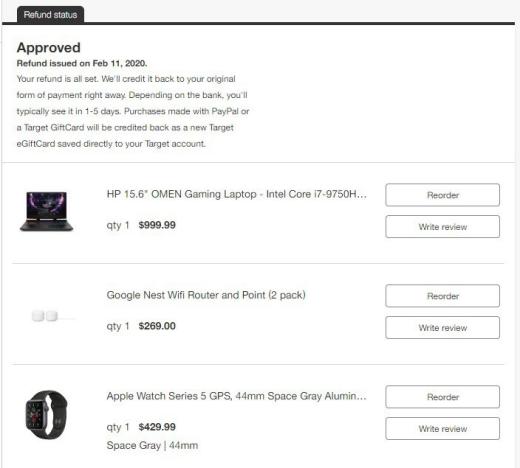 Refund status
Approved
Refund issued on Feb 11, 2020.
Your refund is all set. We'll credit it back to your original
form of payment right away. Depending on the bank, you'll
typically see it in 1-5 days. Purchases made with PayPal or
a Target GiftCard will be credited back as a new Target
eGiftCard saved directly to your Target account.
HP 15.6" OMEN Gaming Laptop - Intel Core i7-9750H...
Reorder
qty 1 $999.99
Write review
Google Nest Wifi Router and Point (2 pack)
Reorder
qty 1 $269.00
Write review
Apple Watch Series 5 GPS, 44mm Space Gray Alumin...
Reorder
qty 1 $429.99
Write review
Space Gray | 44mm